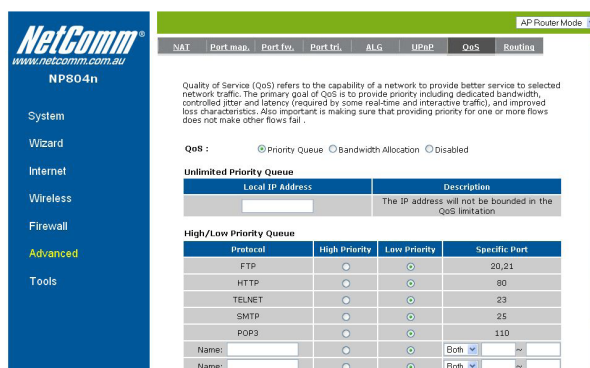 AP Router Mode
NetComm®
www.netcomm.com.au
NP804n
NAT Port map. Port fw. Port tri. ALG UPnP QoS Routing
System
Wizard
Internet
Wireless
Firewall
Advanced
Tools
Quality of Service (QoS) refers to the capability of a network to provide better service to selected
network traffic. The primary goal of QoS is to provide priority including dedicated bandwidth,
controlled jitter and latency (required by some real-time and interactive traffic), and improved
loss characteristics. Also important is making sure that providing priority for one or more flows
does not make other flows fail .
QoS : Priority Queue Bandwidth Allocation Disabled
Unlimited Priority Queue
Local IP Address Description
The IP address will not be bounded in the
QoS limitation
High/Low Priority Queue
Protocol High Priority Low Priority Specific Port
FTP 20,21
HTTP 80
TELNET 23
SMTP 25
POP3 110
Name: Both ~
Name: Both ~